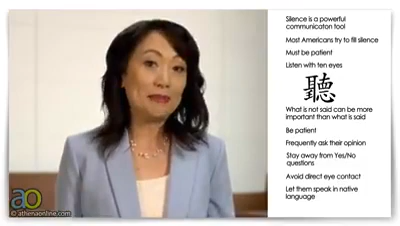 Silence is a powerful
communicaton tool
Most Americans try to fill silence
Must be patient
Listen with ten eyes
聽
What is not said can be more
important than what is said
Be patient
Frequently ask their opinion
Stay away from Yes/No
questions
Avoid direct eye contact
Let them speak in native
language
ao
© athenaonline.com